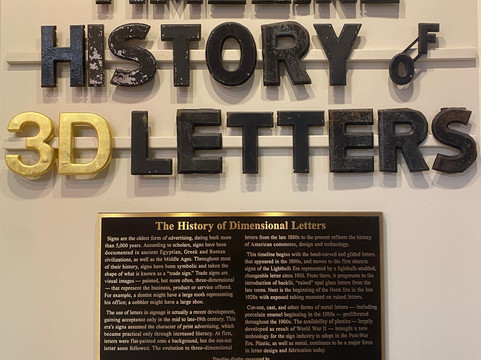 HISTORY OF
3D LETTERS
The History of Dimensional Letters
Signs are the oldest form of advertising, dating back more
than 5,000 years. According to scholars, signs have been
documented in ancient Egyptian, Greek and Roman
civilizations, as well as the Middle Ages. Throughout most
of their history, signs have been symbolic and taken the
shape of what is known as a "trade sign." Trade signs are
visual images — painted, but more often, three-dimensional
— that represent the business, product or service offered.
For example, a dentist might have a large tooth representing
his office; a cobbler might have a large shoe.
The use of letters in signage is actually a recent development,
gaining acceptance only in the mid to late-19th century. This
era's signs assumed the character of print advertising, which
became practical only through increased literacy. At first,
letters were flat-painted onto a background, but the cut-out
letter soon followed. The evolution to three-dimensional
letters from the late 1800s to the present reflects the history
of American commerce, design and technology.
This timeline begins with the hand-carved and gilded letters
that appeared in the 1800s, and moves to the first electric
signs of the Lightbulb Era represented by a lightbulb-studded,
changeable letter circa 1910. From there, it progresses to the
introduction of backlit, "raised" opal glass letters from the
late teens. Next is the beginning of the Neon Era in the late
1920s with exposed tubing mounted on raised letters.
Cut-out, cast, and other forms of metal letters — including
porcelain enamel beginning in the 1930s — proliferated
throughout the 1900s. The availability of plastics — largely
developed as result of World War II — brought a new
technology for the sign industry to adopt in the Post-War
Era. Plastic, as well as metal, continues to be a major force
in letter design and fabrication today.